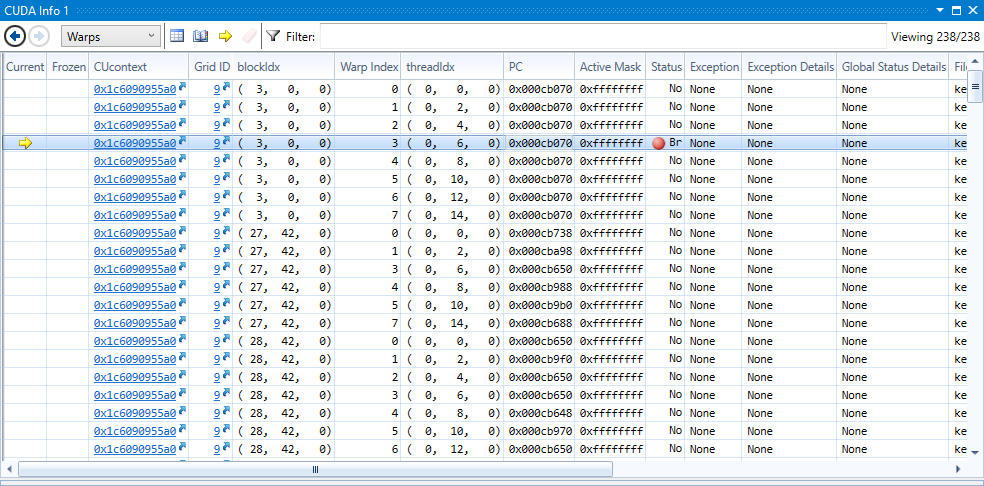 CUDA Info 1
Warps Filter: Viewing 238/238
Current Frozen CUcontext Grid ID blockIdx Warp Index threadIdx PC Active Mask Status Exception Exception Details Global Status Details Fil
0x1c6090955a0 9 ( 3, 0, 0) 0 ( 0, 0, 0) 0x000cb070 0xffffffff No None None None ke
0x1c6090955a0 9 ( 3, 0, 0) 1 ( 0, 2, 0) 0x000cb070 0xffffffff No None None None ke
0x1c6090955a0 9 ( 3, 0, 0) 2 ( 0, 4, 0) 0x000cb070 0xffffffff No None None None ke
0x1c6090955a0 9 ( 3, 0, 0) 3 ( 0, 6, 0) 0x000cb070 0xffffffff Br None None None ke
0x1c6090955a0 9 ( 3, 0, 0) 4 ( 0, 8, 0) 0x000cb070 0xffffffff No None None None ke
0x1c6090955a0 9 ( 3, 0, 0) 5 ( 0, 10, 0) 0x000cb070 0xffffffff No None None None ke
0x1c6090955a0 9 ( 3, 0, 0) 6 ( 0, 12, 0) 0x000cb070 0xffffffff No None None None ke
0x1c6090955a0 9 ( 3, 0, 0) 7 ( 0, 14, 0) 0x000cb070 0xffffffff No None None None ke
0x1c6090955a0 9 ( 27, 42, 0) 0 ( 0, 0, 0) 0x000cb738 0xffffffff No None None None ke
0x1c6090955a0 9 ( 27, 42, 0) 1 ( 0, 2, 0) 0x000cba98 0xffffffff No None None None ke
0x1c6090955a0 9 ( 27, 42, 0) 3 ( 0, 6, 0) 0x000cb650 0xffffffff No None None None ke
0x1c6090955a0 9 ( 27, 42, 0) 4 ( 0, 8, 0) 0x000cb988 0xffffffff No None None None ke
0x1c6090955a0 9 ( 27, 42, 0) 5 ( 0, 10, 0) 0x000cb9b0 0xffffffff No None None None ke
0x1c6090955a0 9 ( 27, 42, 0) 7 ( 0, 14, 0) 0x000cb688 0xffffffff No None None None ke
0x1c6090955a0 9 ( 28, 42, 0) 0 ( 0, 0, 0) 0x000cb650 0xffffffff No None None None ke
0x1c6090955a0 9 ( 28, 42, 0) 1 ( 0, 2, 0) 0x000cb9f0 0xffffffff No None None None ke
0x1c6090955a0 9 ( 28, 42, 0) 2 ( 0, 4, 0) 0x000cb650 0xffffffff No None None None ke
0x1c6090955a0 9 ( 28, 42, 0) 3 ( 0, 6, 0) 0x000cb650 0xffffffff No None None None ke
0x1c6090955a0 9 ( 28, 42, 0) 4 ( 0, 8, 0) 0x000cb648 0xffffffff No None None None ke
0x1c6090955a0 9 ( 28, 42, 0) 5 ( 0, 10, 0) 0x000cb970 0xffffffff No None None None ke
0x1c6090955a0 9 ( 28, 42, 0) 6 ( 0, 12, 0) 0x000cb650 0xffffffff No None None None ke